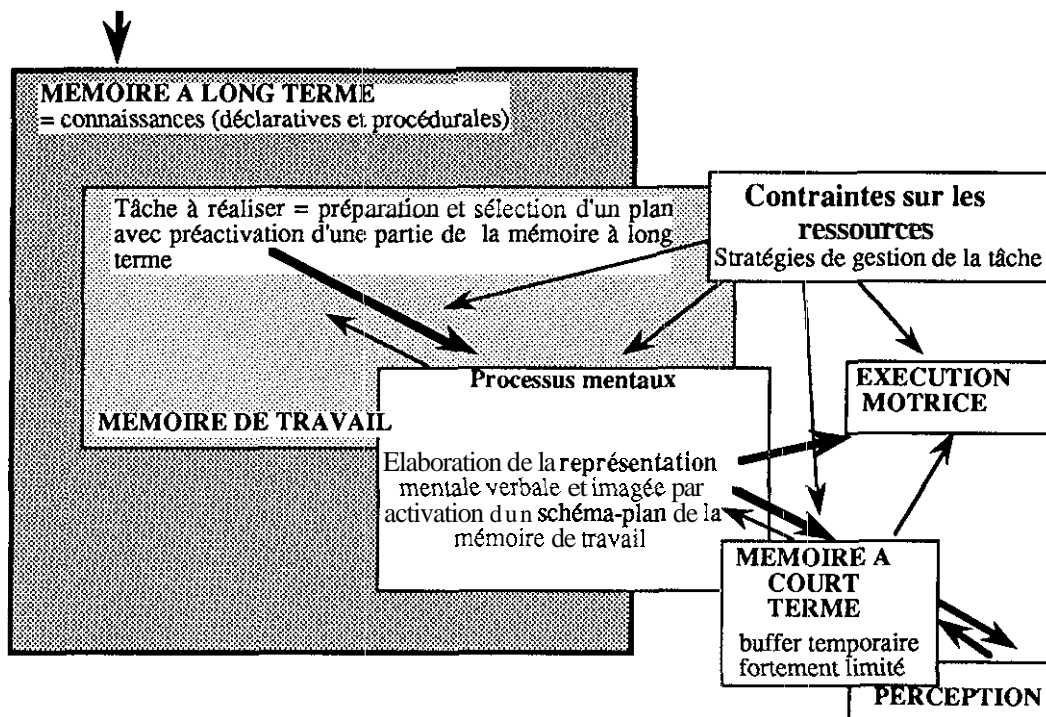 MEMOIRE A LONG TERME
= connaissances (déclaratives et procédurales)
Tâche à réaliser = préparation et sélection d'un plan
avec préactivation d'une partie de la mémoire à long
terme
Contraintes sur les
ressources
Stratégies de gestion de la tâche
Processus mentaux
MEMOIRE DE TRAVAIL
Elaboration de la représentation
mentale verbale et imagée par
activation dun schéma-plan de la
mémoire de travail
EXECUTION
MOTRICE
MEMOIRE A
COURT
TERME
buffer temporaire
fortement limité
PERCEPTION